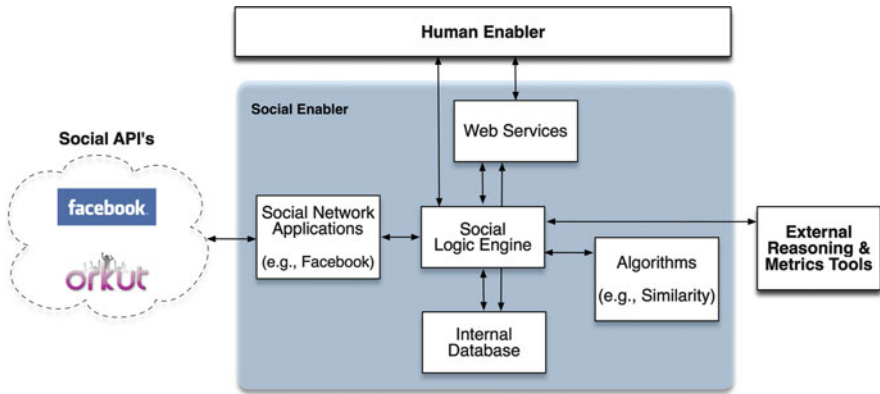 Human Enabler
Social Enabler
Web Services
Social API's
facebook.
orkut
Social Network
Applications
(e.g., Facebook)
Social
Logic Engine
Algorithms
(e.g., Similarity)
External
Reasoning &
Metrics Tools
Internal
Database